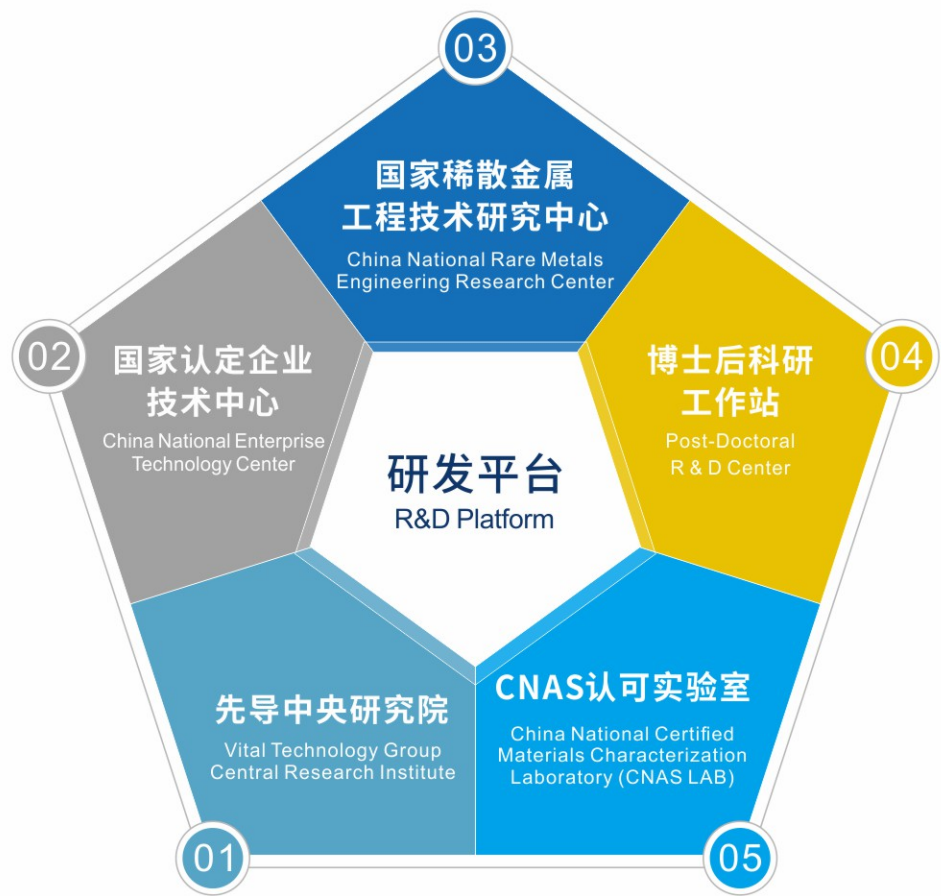 03
国家稀散金属
工程技术研究中心
China National Rare Metals
Engineering Research Center
02
国家认定企业
技术中心
China National Enterprise
Technology Center
04
博士后科研
工作站
Post-Doctoral
R & D Center
研发平台
R&D Platform
先导中央研究院
Vital Technology Group
Central Research Institute
01
CNAS认可实验室
China National Certified
Materials Characterization
Laboratory (CNAS LAB)
05